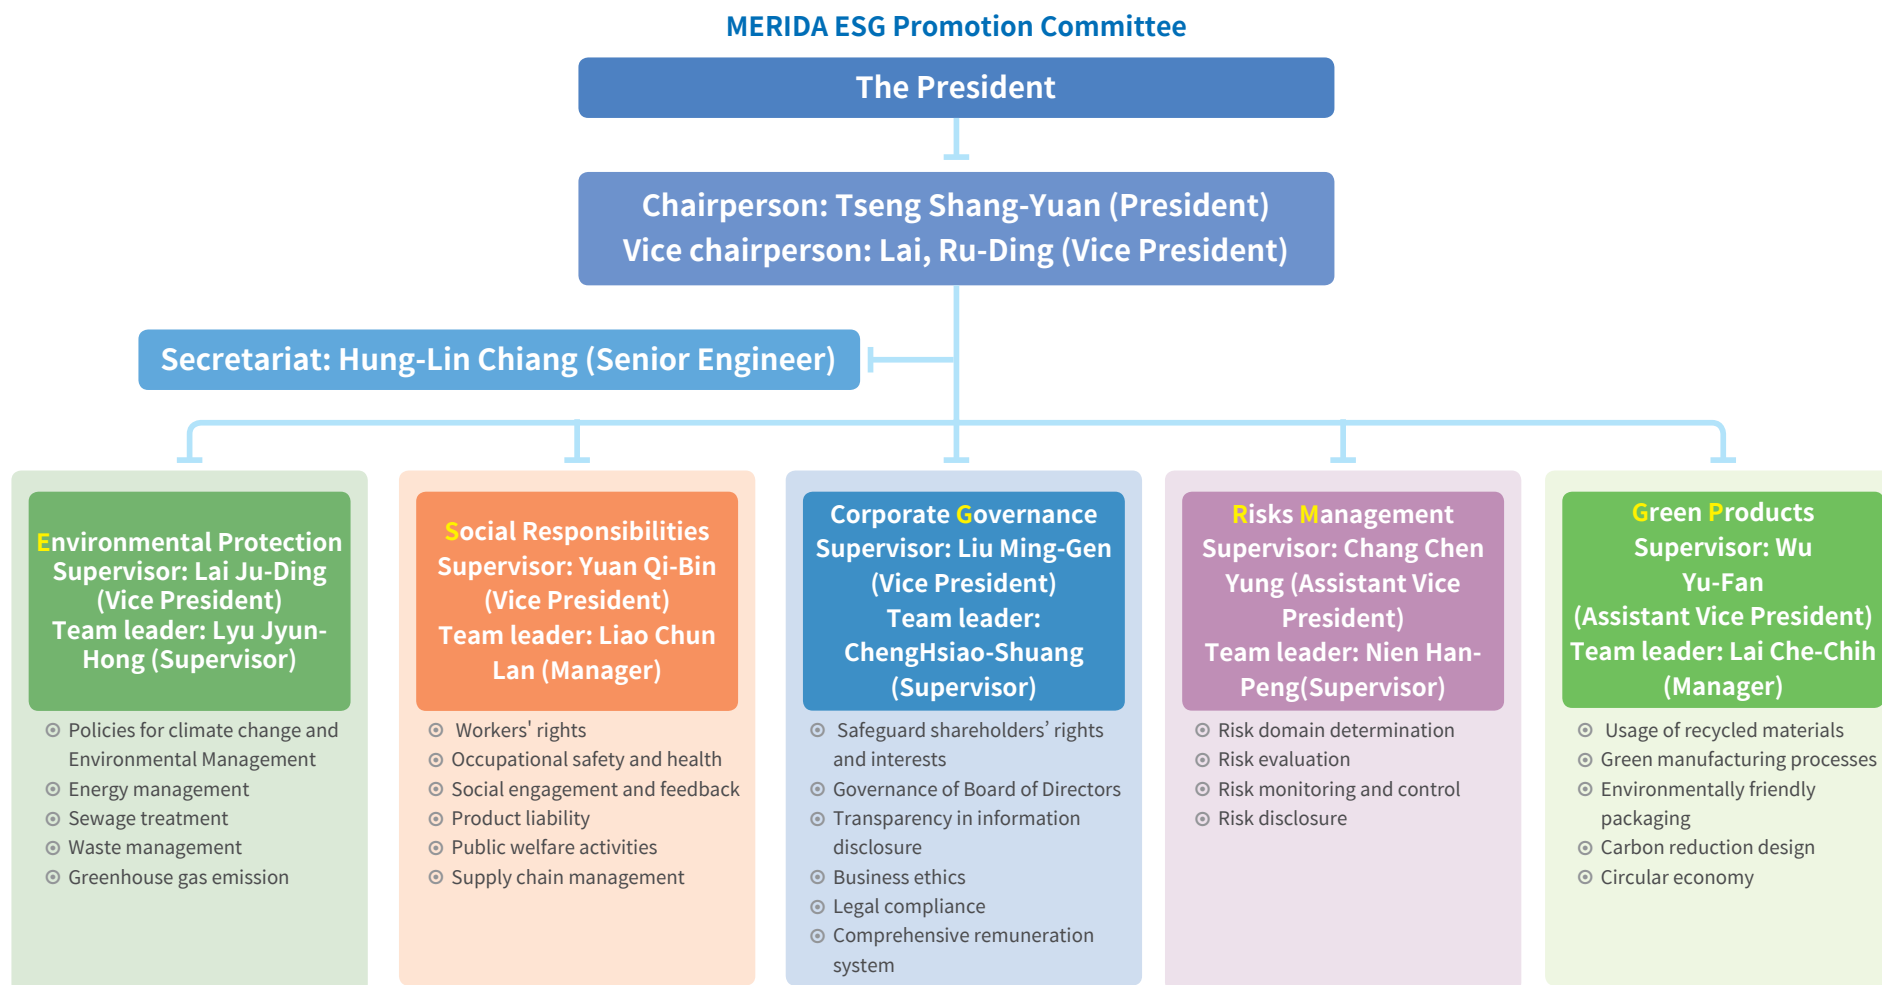 MERIDA ESG Promotion Committee
The President
Chairperson: Tseng Shang-Yuan (President)
Vice chairperson: Lai, Ru-Ding (Vice President)
Secretariat: Hung-Lin Chiang (Senior Engineer)
Environmental Protection
Supervisor: Lai Ju-Ding
(Vice President)
Team leader: Lyu Jyun-
Hong (Supervisor)
Policies for climate change and
Environmental Management
Energy management
Sewage treatment
Waste management
Greenhouse gas emission
Social Responsibilities
Supervisor: Yuan Qi-Bin
(Vice President)
Team leader: Liao Chun
Lan (Manager)
Workers' rights
Occupational safety and health
Social engagement and feedback
Product liability
Public welfare activities
Supply chain management
Corporate Governance
Supervisor: Liu Ming-Gen
(Vice President)
Team leader:
ChengHsiao-Shuang
(Supervisor)
Safeguard shareholders’ rights
and interests
Governance of Board of Directors
Transparency in information
disclosure
Business ethics
Legal compliance
Comprehensive remuneration
system
Risks Management
Supervisor: Chang Chen
Yung (Assistant Vice
President)
Team leader: Nien Han-
Peng(Supervisor)
Risk domain determination
Risk evaluation
Risk monitoring and control
Risk disclosure
Green Products
Supervisor: Wu
Yu-Fan
(Assistant Vice President)
Team leader: Lai Che-Chih
(Manager)
Usage of recycled materials
Green manufacturing processes
Environmentally friendly
packaging
Carbon reduction design
Circular economy